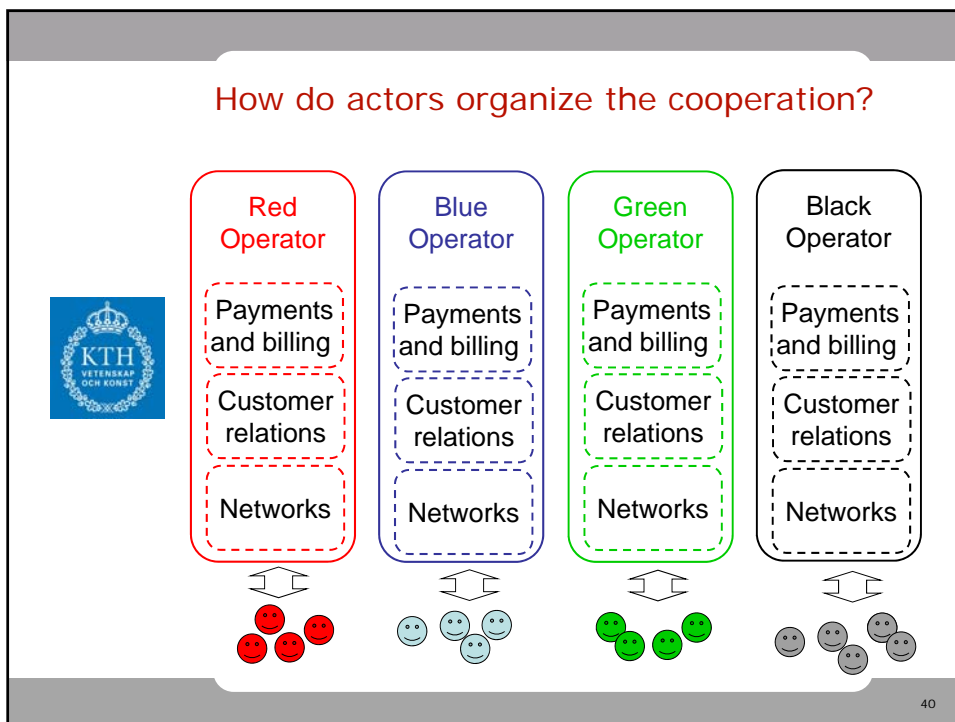 How do actors organize the cooperation?
Red
Operator
Payments
and billing
Customer
relations
Networks
Blue
Operator
Payments
and billing
Customer
relations
Networks
Green
Operator
Payments
and billing
Customer
relations
Networks
Black
Operator
Payments
and billing
Customer
relations
Networks
KTH
VETENSKAP
OCH KONST
40